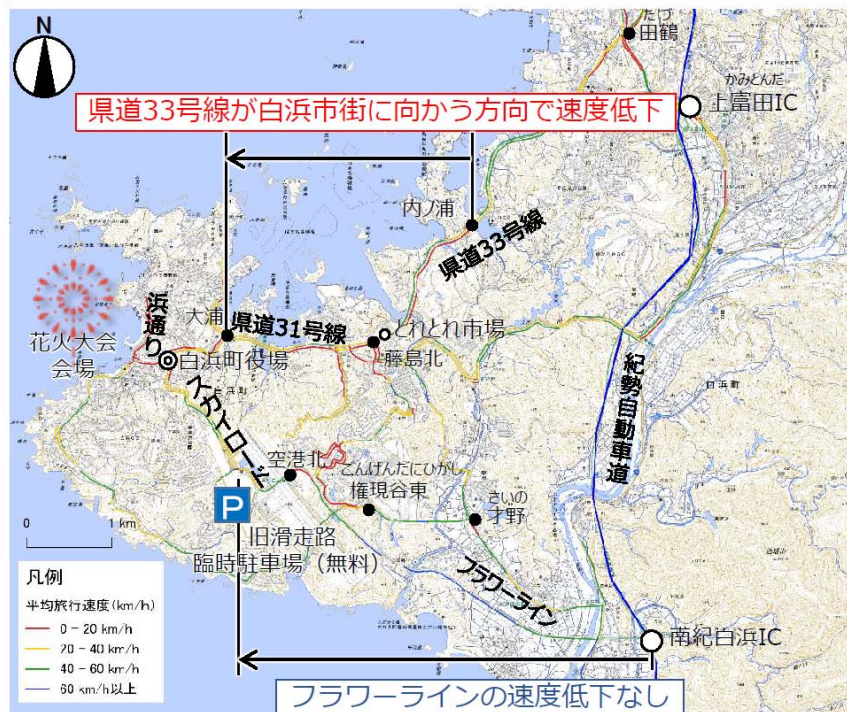 N
たづ
田鶴
かみとんだ
上富田IC
県道33号線が白浜市街に向かう方向で速度低下
内ノ浦
県道33号線
浜通り
大浦
県道31号線
とれとれ市場
藤島北
花火大会
会場
白浜町役場
スカイロード
紀勢自動車道
空港北
ごんげんだにひがし
権現谷東
さいの
才野
P
旧滑走路
臨時駐車場（無料）
フラワーライン
0 1 km
凡例
平均旅行速度(km/h)
0 – 20 km/h
20 – 40 km/h
40 – 60 km/h
60 km/h 以上
南紀白浜IC
フラワーラインの速度低下なし